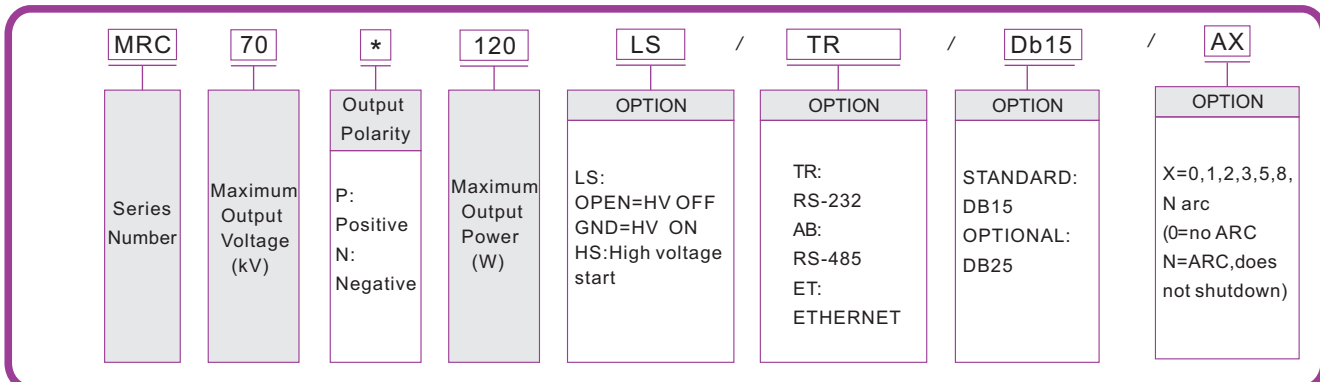 MRC 70 * 120 LS / TR / Db15 / AX
Series
Number
Maximum
Output
Voltage
(kV)
Output
Polarity
P:
Positive
N:
Negative
Maximum
Output
Power
(W)
OPTION
LS:
OPEN=HV OFF
GND=HV ON
HS:High voltage
start
OPTION
TR:
RS-232
AB:
RS-485
ET:
ETHERNET
OPTION
STANDARD:
DB15
OPTIONAL:
DB25
OPTION
X=0,1,2,3,5,8,
N arc
(0=no ARC
N=ARC,does
not shutdown)